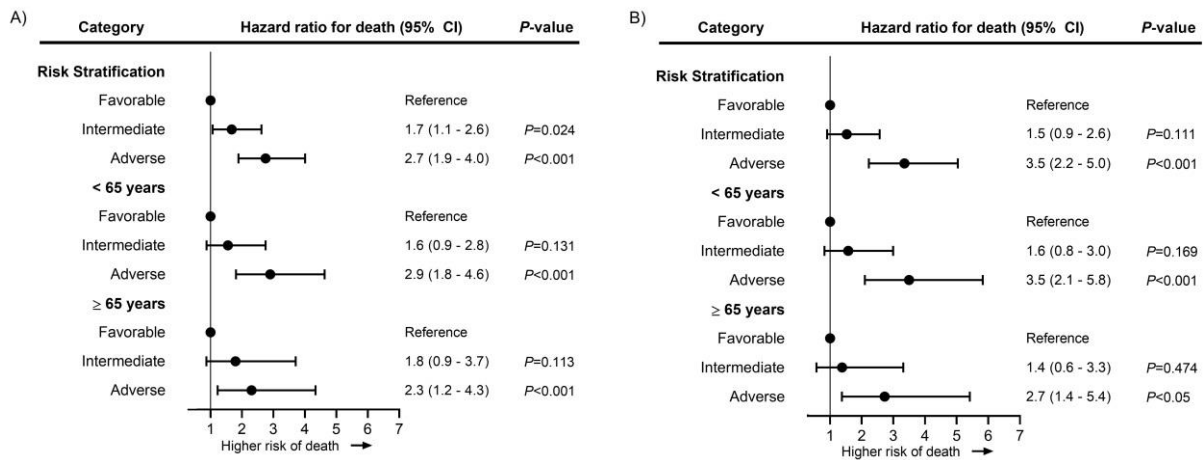 A)
Category Hazard ratio for death (95% CI) P-value
Risk Stratification
Favorable Reference
Intermediate 1.7 (1.1 - 2.6) P=0.024
Adverse 2.7 (1.9 - 4.0) P<0.001
< 65 years
Favorable Reference
Intermediate 1.6 (0.9 - 2.8) P=0.131
Adverse 2.9 (1.8 - 4.6) P<0.001
≥ 65 years
Favorable Reference
Intermediate 1.8 (0.9 - 3.7) P=0.113
Adverse 2.3 (1.2 - 4.3) P<0.001
1 2 3 4 5 6 7
Higher risk of death →
B)
Category Hazard ratio for death (95% CI) P-value
Risk Stratification
Favorable Reference
Intermediate 1.5 (0.9 - 2.6) P=0.111
Adverse 3.5 (2.2 - 5.0) P<0.001
< 65 years
Favorable Reference
Intermediate 1.6 (0.8 - 3.0) P=0.169
Adverse 3.5 (2.1 - 5.8) P<0.001
≥ 65 years
Favorable Reference
Intermediate 1.4 (0.6 - 3.3) P=0.474
Adverse 2.7 (1.4 - 5.4) P<0.05
1 2 3 4 5 6 7
Higher risk of death →